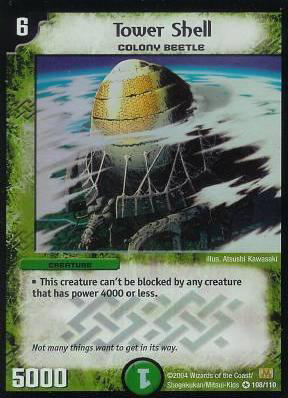 6
Tower Shell
COLONY BEETLE
Illus. Atsushi Kawasaki
CREATURE
▪ This creature can't be blocked by any creature
that has power 4000 or less.
Not many things want to get in its way.
5000
1
©2004 Wizards of the Coast/
Shogakukan/Mitsui-Kids 108/110